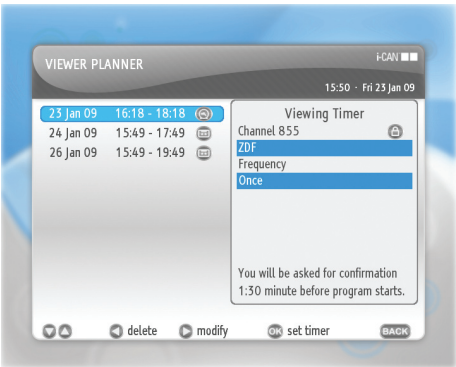 i-CAN
VIEWER PLANNER
15:50 · Fri 23 Jan 09
23 Jan 09 16:18 - 18:18
24 Jan 09 15:49 - 17:49
26 Jan 09 15:49 - 19:49
Viewing Timer
Channel 855
ZDF
Frequency
Once
You will be asked for confirmation
1:30 minute before program starts.
delete modify OK set timer BACK